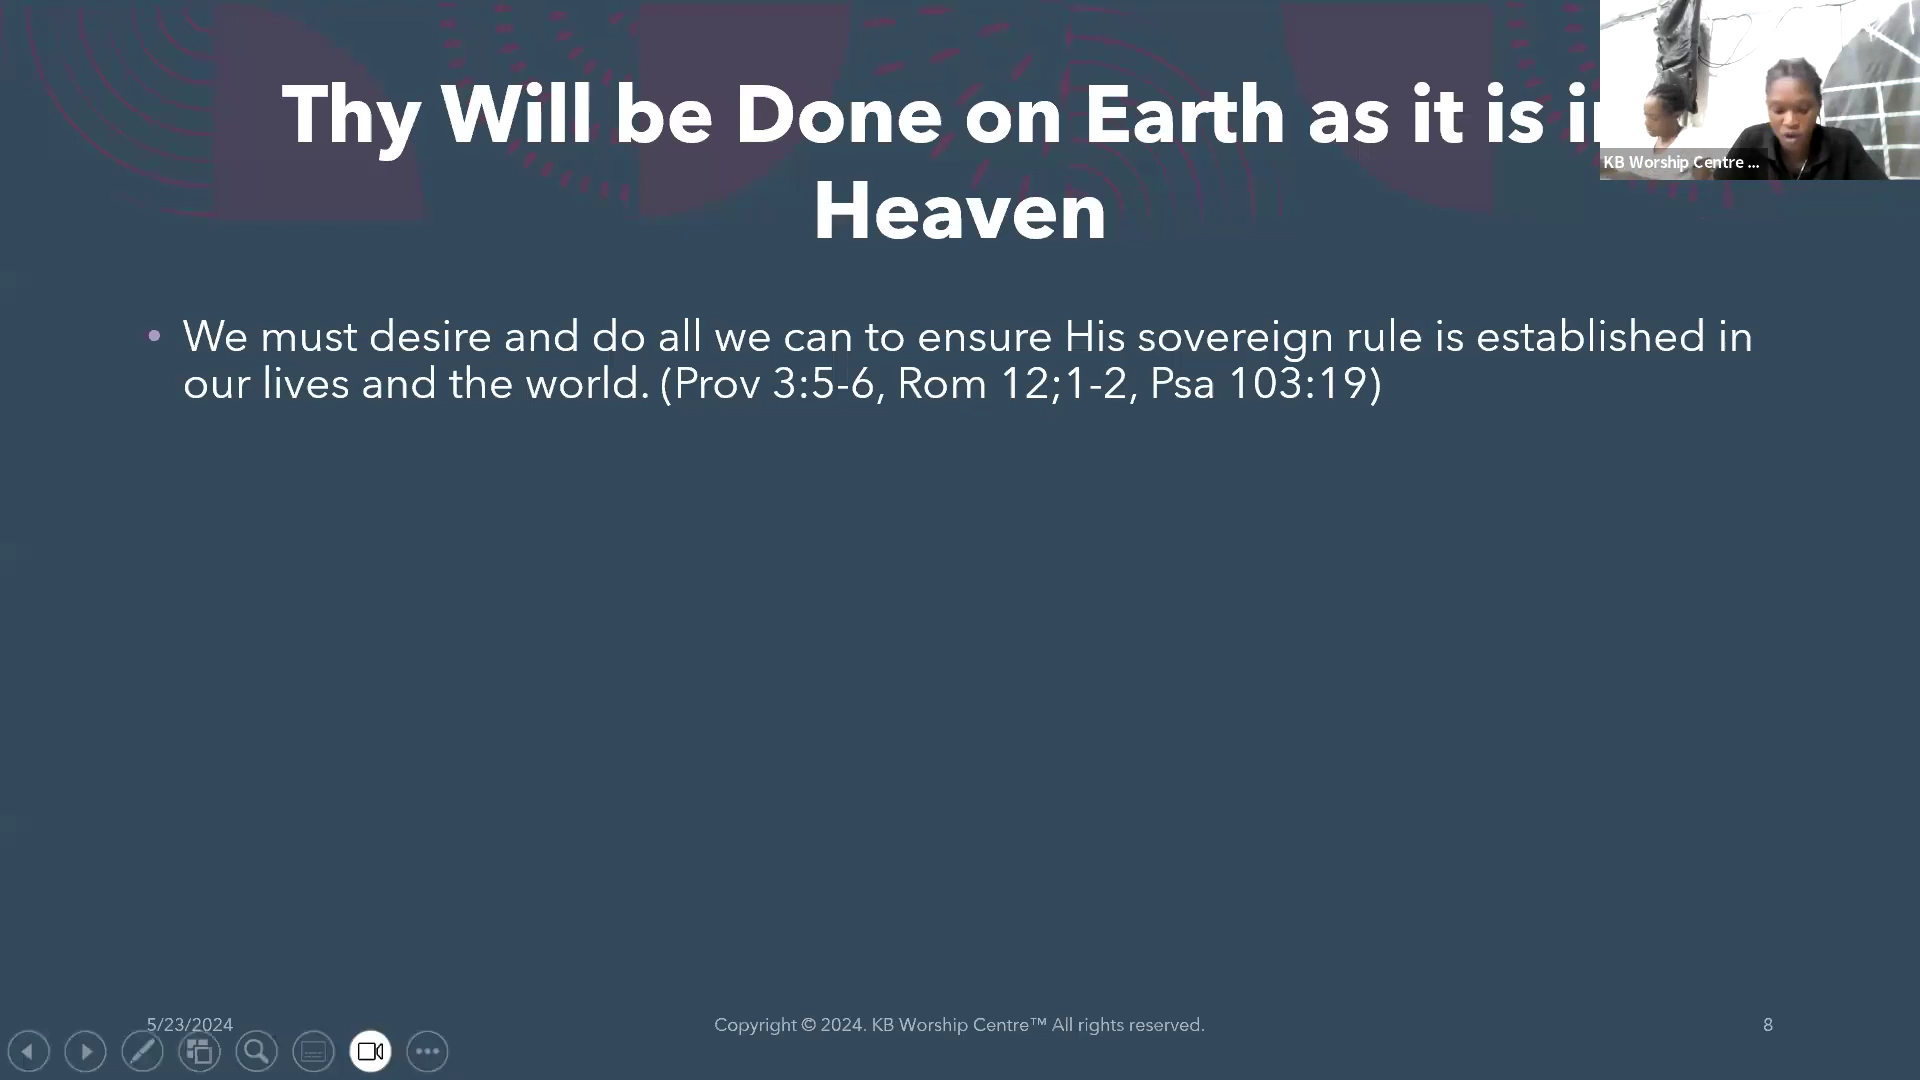 Thy Will be Done on Earth as it is
Heaven
KB Worship Centre ...
• We must desire and do all we can to ensure His sovereign rule is established in
our lives and the world. (Prov 3:5-6, Rom 12;1-2, Psa 103:19)
5/23/2024
Copyright © 2024. KB Worship Centre™ All rights reserved.
8